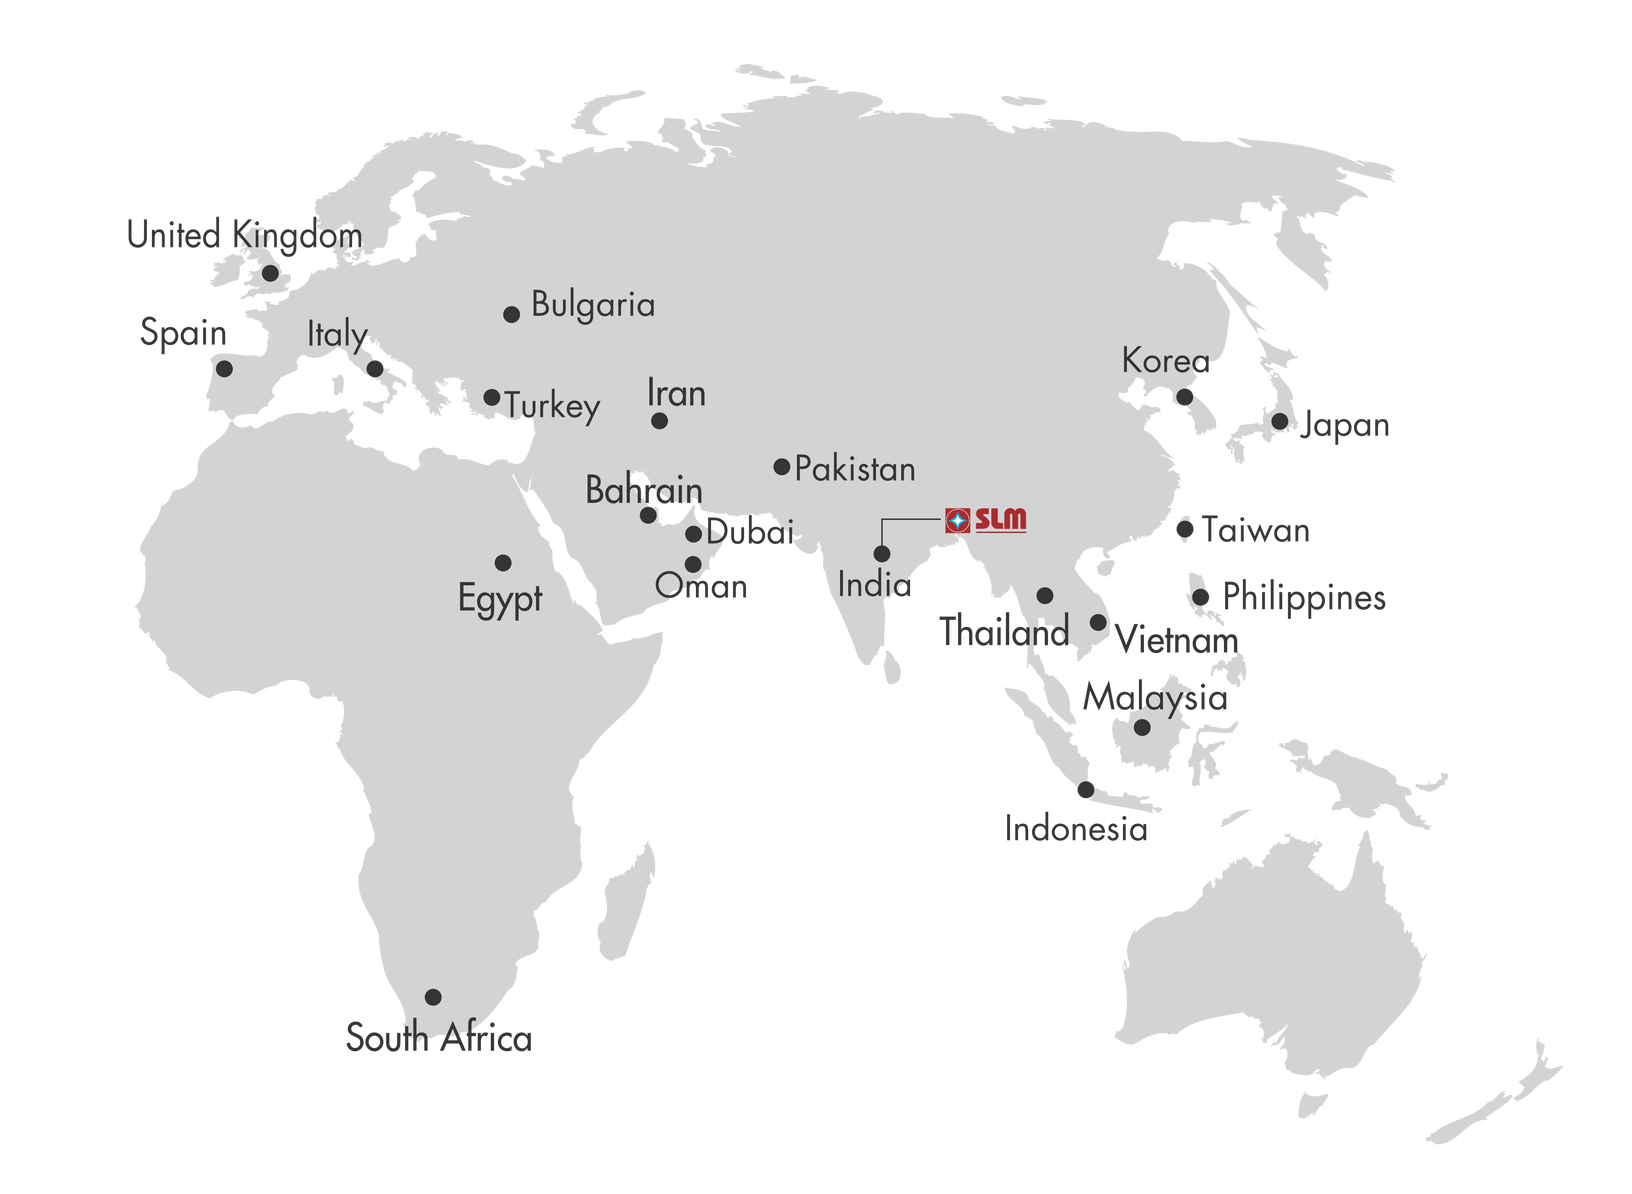 United Kingdom
Bulgaria
Spain
Italy
Korea
Iran
Turkey
Japan
Pakistan
Bahrain
SLM
Dubai
Taiwan
India
Oman
Egypt
Philippines
Thailand
Vietnam
Malaysia
Indonesia
South Africa